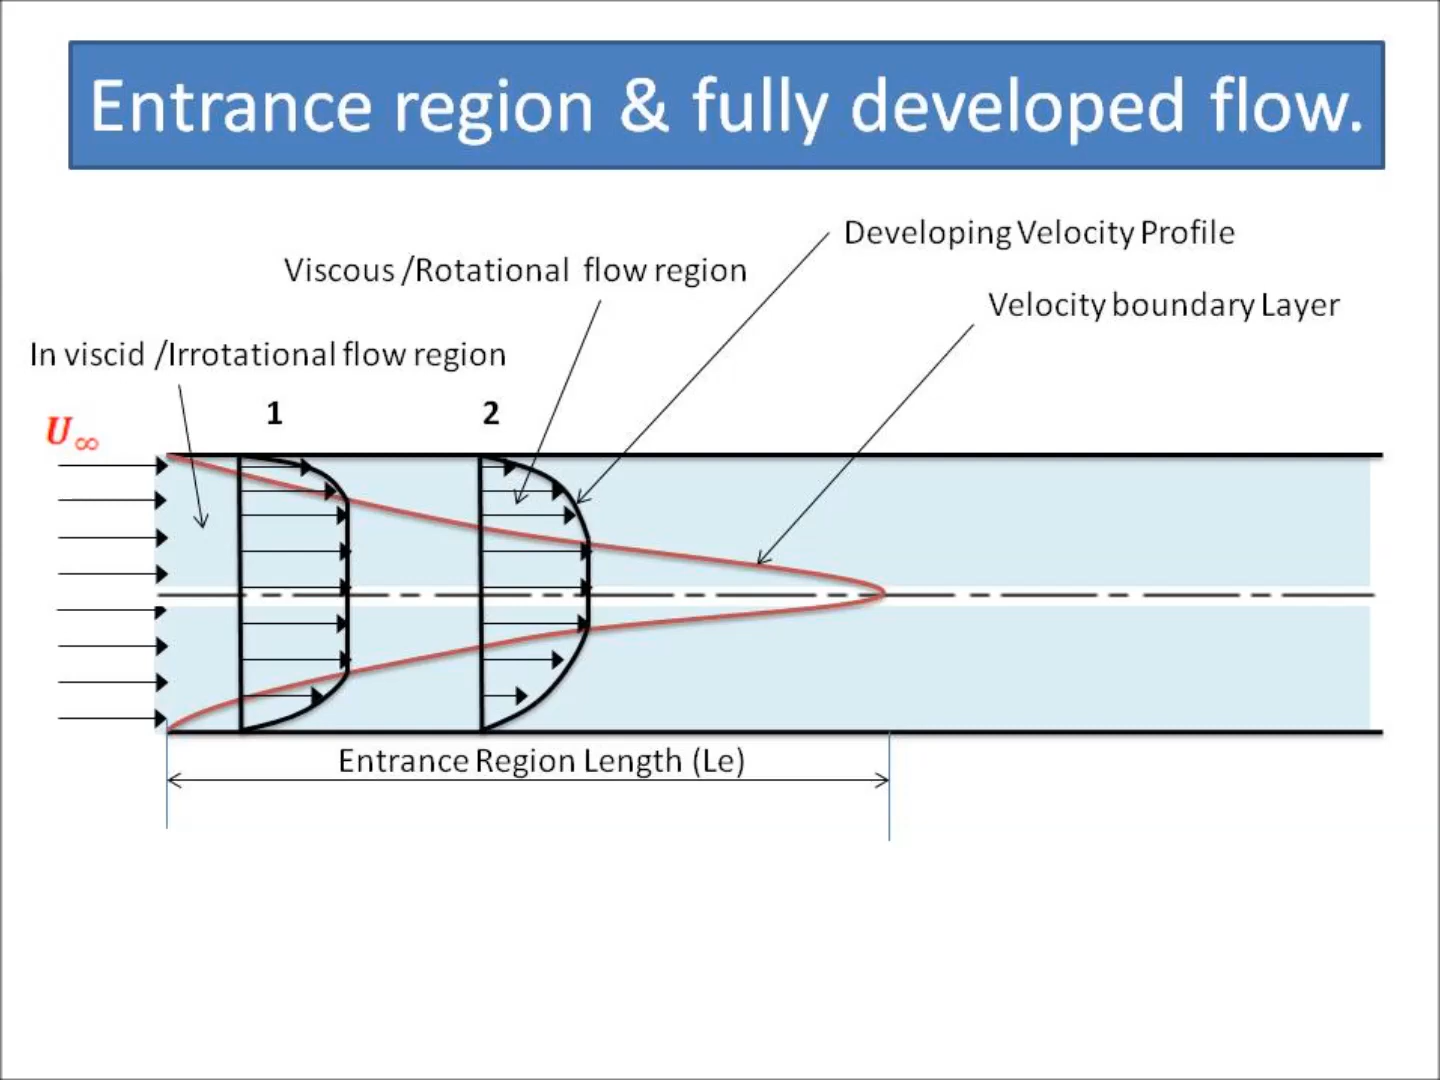 Entrance region & fully developed flow.
Developing Velocity Profile
Viscous /Rotational flow region
Velocity boundary Layer
In viscid /Irrotational flow region
1
2
U∞
Entrance Region Length (Le)